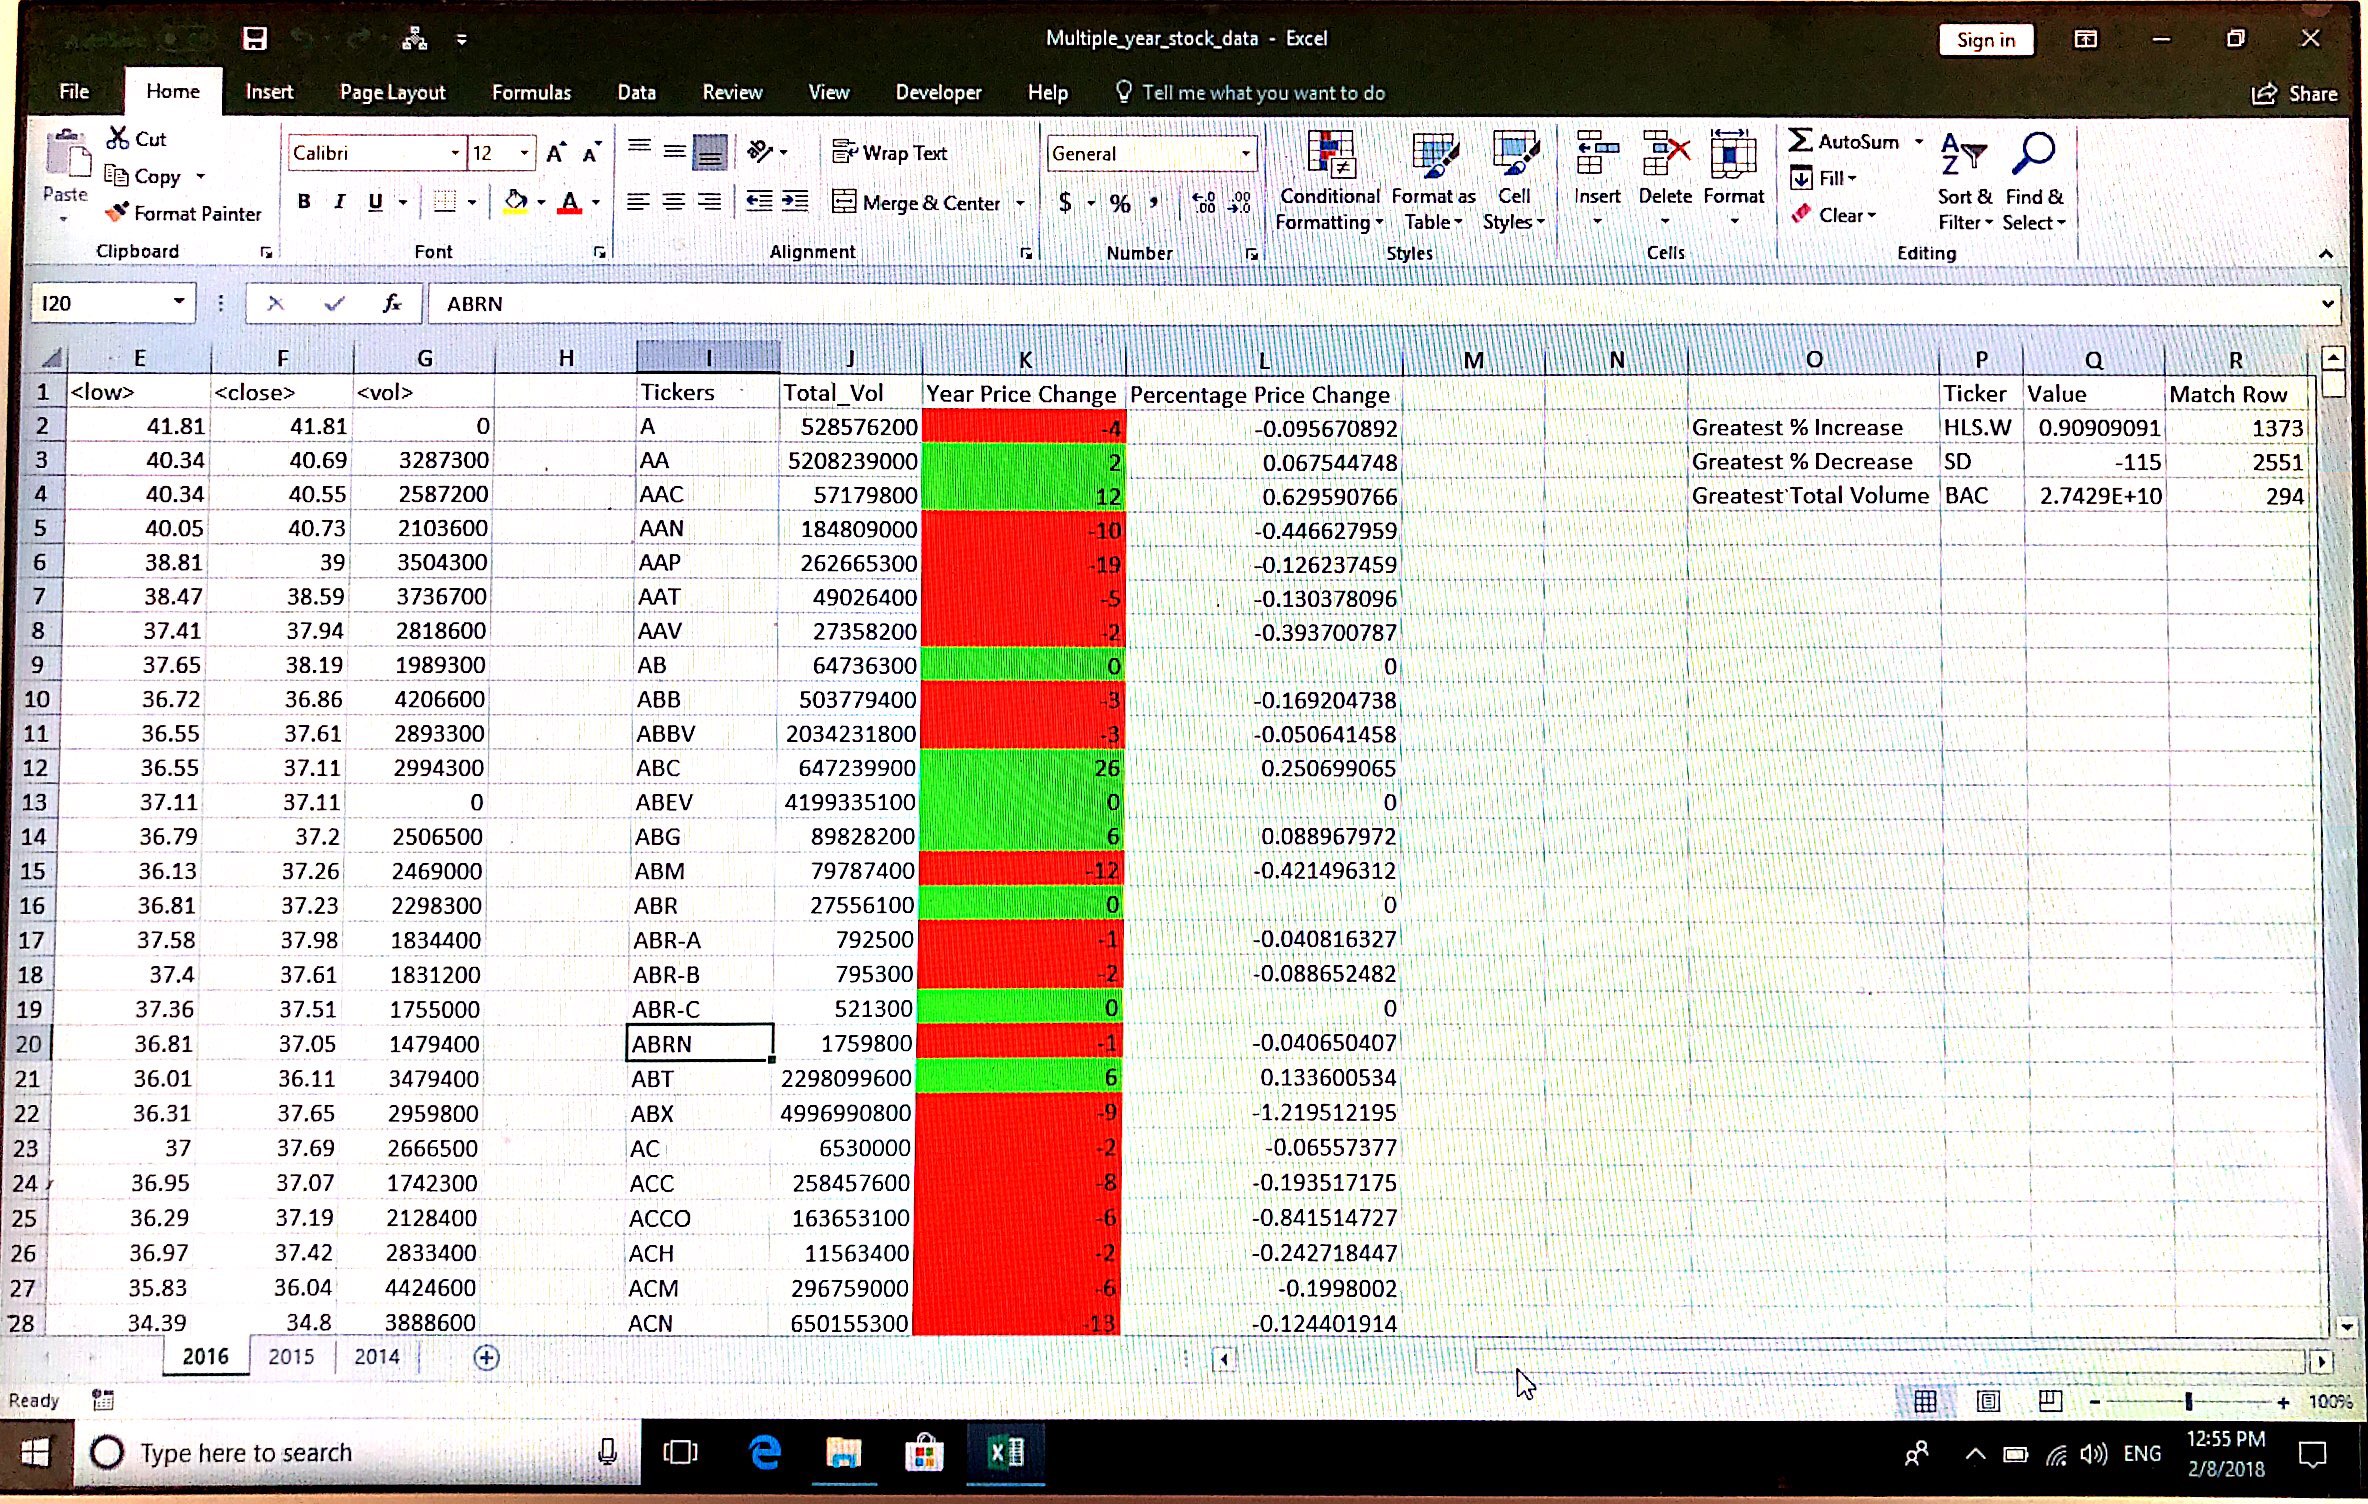 Multiple_year_stock_data - Excel
Sign in
File Home Insert Page Layout Formulas Data Review View Developer Help Tell me what you want to do Share
Cut
Copy
Paste
Format Painter
Clipboard
Calibri 12
B I U
Font
Wrap Text
Merge & Center
Alignment
General
$ % ,
Number
Conditional Formatting
Format as Table
Cell Styles
Styles
Insert Delete Format
Cells
AutoSum
Fill
Clear
Sort & Filter
Find & Select
Editing
I20 fx ABRN
E F G H I J K L M N O P Q R
1 <low> <close> <vol> Tickers Total_Vol Year Price Change Percentage Price Change Ticker Value Match Row
2 41.81 41.81 0 A 528576200 -4 -0.095670892 Greatest % Increase HLS.W 0.90909091 1373
3 40.34 40.69 3287300 AA 5208239000 2 0.067544748 Greatest % Decrease SD -115 2551
4 40.34 40.55 2587200 AAC 57179800 12 0.629590766 Greatest Total Volume BAC 2.7429E+10 294
5 40.05 40.73 2103600 AAN 184809000 -10 -0.446627959
6 38.81 39 3504300 AAP 262665300 -19 -0.126237459
7 38.47 38.59 3736700 AAT 49026400 -5 -0.130378096
8 37.41 37.94 2818600 AAV 27358200 -2 -0.393700787
9 37.65 38.19 1989300 AB 64736300 0 0
10 36.72 36.86 4206600 ABB 503779400 -3 -0.169204738
11 36.55 37.61 2893300 ABBV 2034231800 -3 -0.050641458
12 36.55 37.11 2994300 ABC 647239900 26 0.250699065
13 37.11 37.11 0 ABEV 4199335100 0 0
14 36.79 37.2 2506500 ABG 89828200 6 0.088967972
15 36.13 37.26 2469000 ABM 79787400 -12 -0.421496312
16 36.81 37.23 2298300 ABR 27556100 0 0
17 37.58 37.98 1834400 ABR-A 792500 -1 -0.040816327
18 37.4 37.61 1831200 ABR-B 795300 -2 -0.088652482
19 37.36 37.51 1755000 ABR-C 521300 0 0
20 36.81 37.05 1479400 ABRN 1759800 -1 -0.040650407
21 36.01 36.11 3479400 ABT 2298099600 6 0.133600534
22 36.31 37.65 2959800 ABX 4996990800 -9 -1.219512195
23 37 37.69 2666500 AC 6530000 -2 -0.06557377
24 36.95 37.07 1742300 ACC 258457600 -8 -0.193517175
25 36.29 37.19 2128400 ACCO 163653100 -6 -0.841514727
26 36.97 37.42 2833400 ACH 11563400 -2 -0.242718447
27 35.83 36.04 4424600 ACM 296759000 -6 -0.1998002
28 34.39 34.8 3888600 ACN 650155300 -13 -0.124401914
2016 2015 2014
Ready 100%
Type here to search
ENG
12:55 PM
2/8/2018